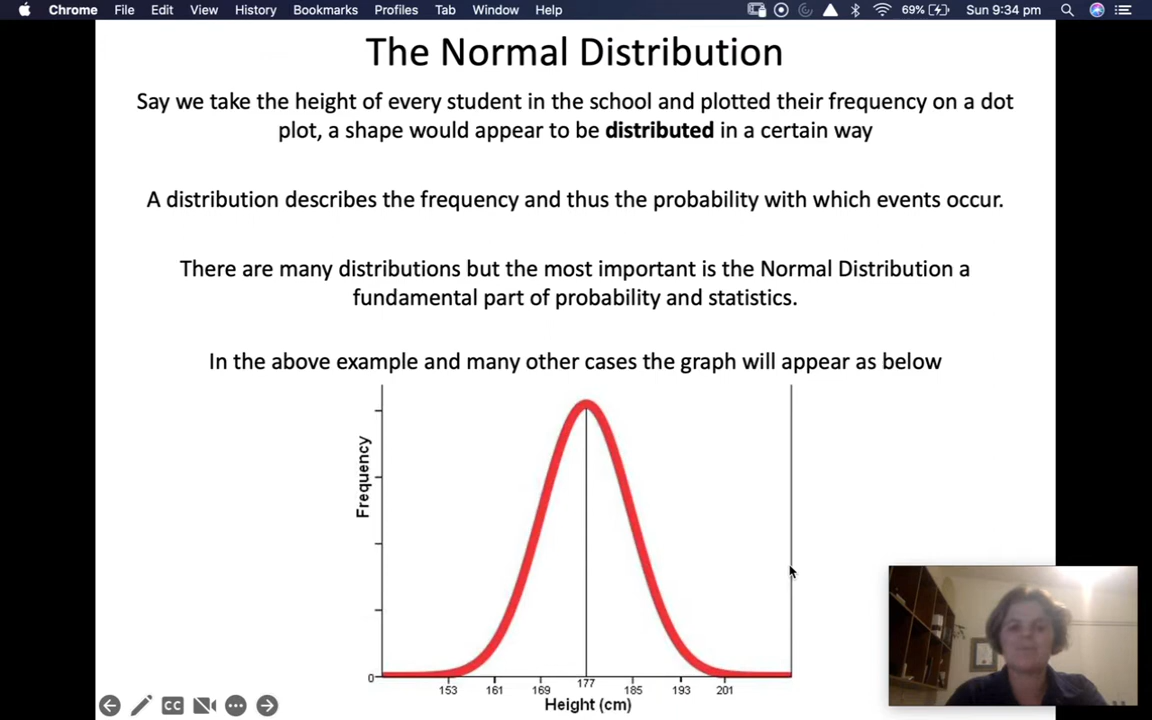 Chrome File Edit View History Bookmarks Profiles Tab Window Help 69% Sun 9:34 pm
The Normal Distribution
Say we take the height of every student in the school and plotted their frequency on a dot
plot, a shape would appear to be distributed in a certain way
A distribution describes the frequency and thus the probability with which events occur.
There are many distributions but the most important is the Normal Distribution a
fundamental part of probability and statistics.
In the above example and many other cases the graph will appear as below
Frequency
0
153 161 169 177 185 193 201
Height (cm)
CC